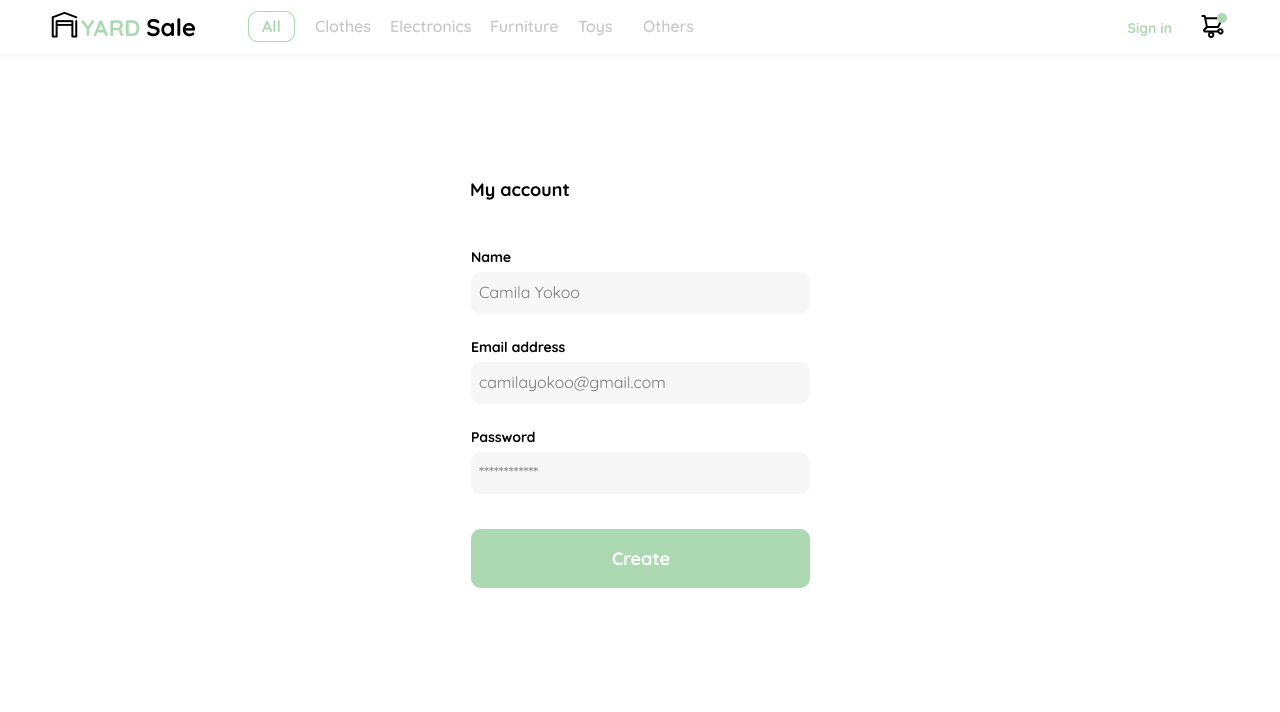 YARD Sale
All Clothes Electronics Furniture Toys Others
Sign in
My account
Name
Camila Yokoo
Email address
camilayokoo@gmail.com
Password
************
Create